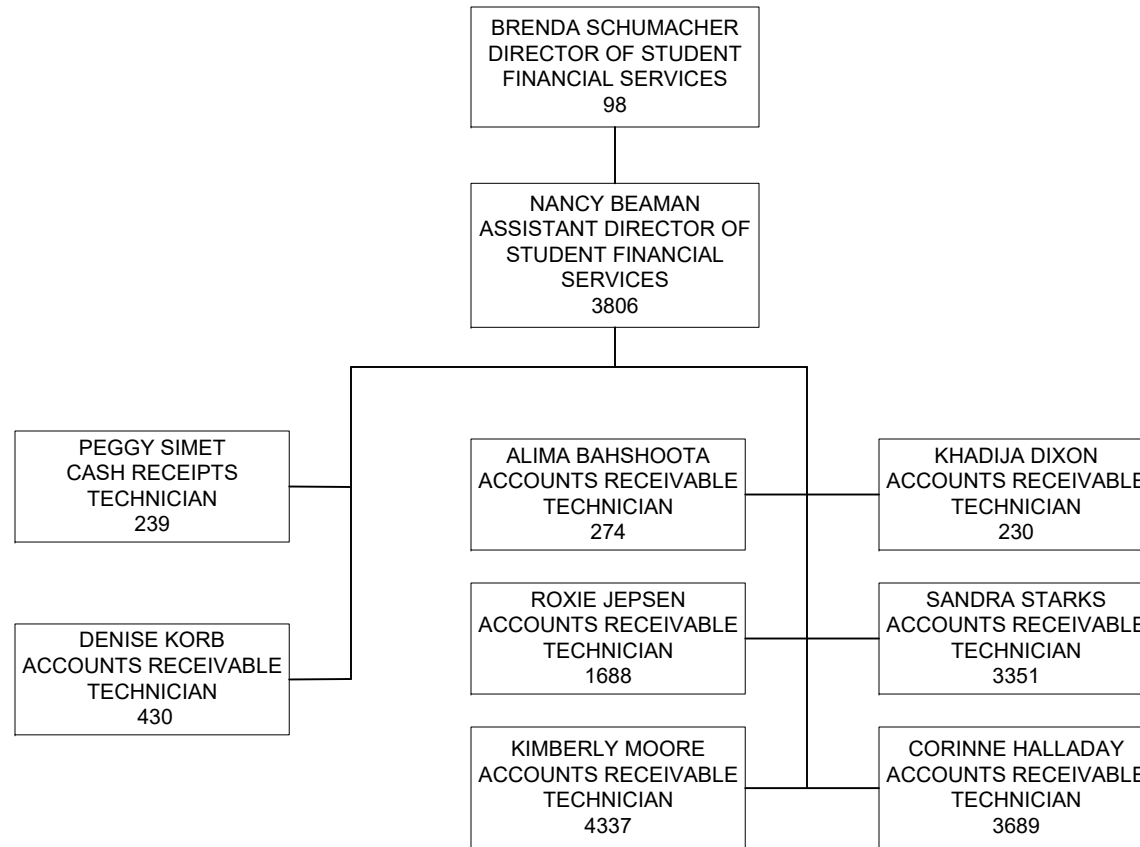 BRENDA SCHUMACHER
DIRECTOR OF STUDENT
FINANCIAL SERVICES
98
NANCY BEAMAN
ASSISTANT DIRECTOR OF
STUDENT FINANCIAL
SERVICES
3806
PEGGY SIMET
CASH RECEIPTS
TECHNICIAN
239
DENISE KORB
ACCOUNTS RECEIVABLE
TECHNICIAN
430
ALIMA BAHSHOOTA
ACCOUNTS RECEIVABLE
TECHNICIAN
274
KHADIJA DIXON
ACCOUNTS RECEIVABLE
TECHNICIAN
230
ROXIE JEPSEN
ACCOUNTS RECEIVABLE
TECHNICIAN
1688
SANDRA STARKS
ACCOUNTS RECEIVABLE
TECHNICIAN
3351
KIMBERLY MOORE
ACCOUNTS RECEIVABLE
TECHNICIAN
4337
CORINNE HALLADAY
ACCOUNTS RECEIVABLE
TECHNICIAN
3689